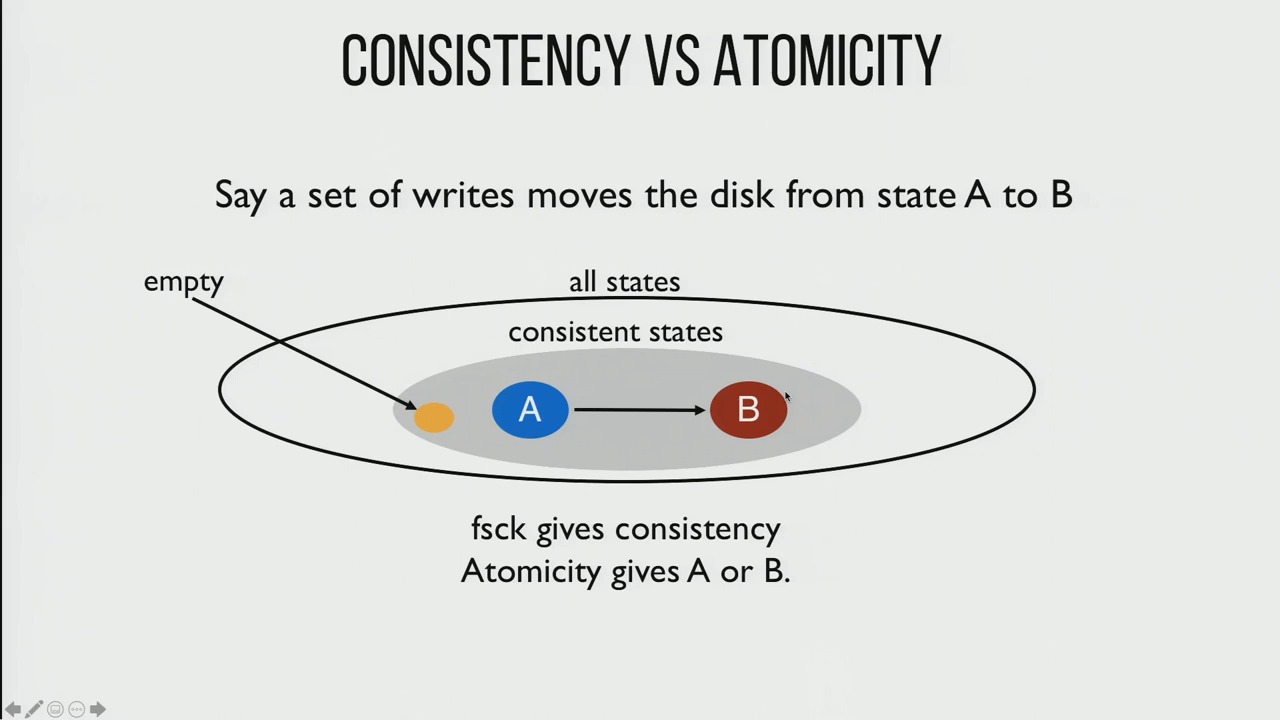 CONSISTENCY VS ATOMICITY
Say a set of writes moves the disk from state A to B
empty
all states
consistent states
A
B
fsck gives consistency
Atomicity gives A or B.